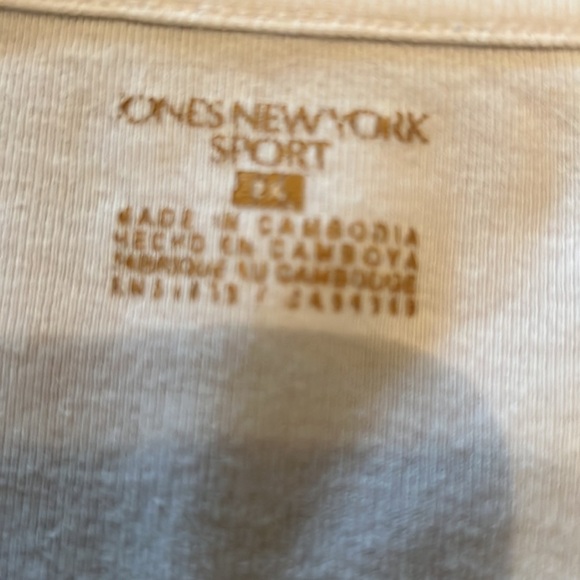 JONES NEW YORK
SPORT
MADE IN CAMBODIA
HECHO EN CAMBOYA
FABRIQUE AU CAMBODGE